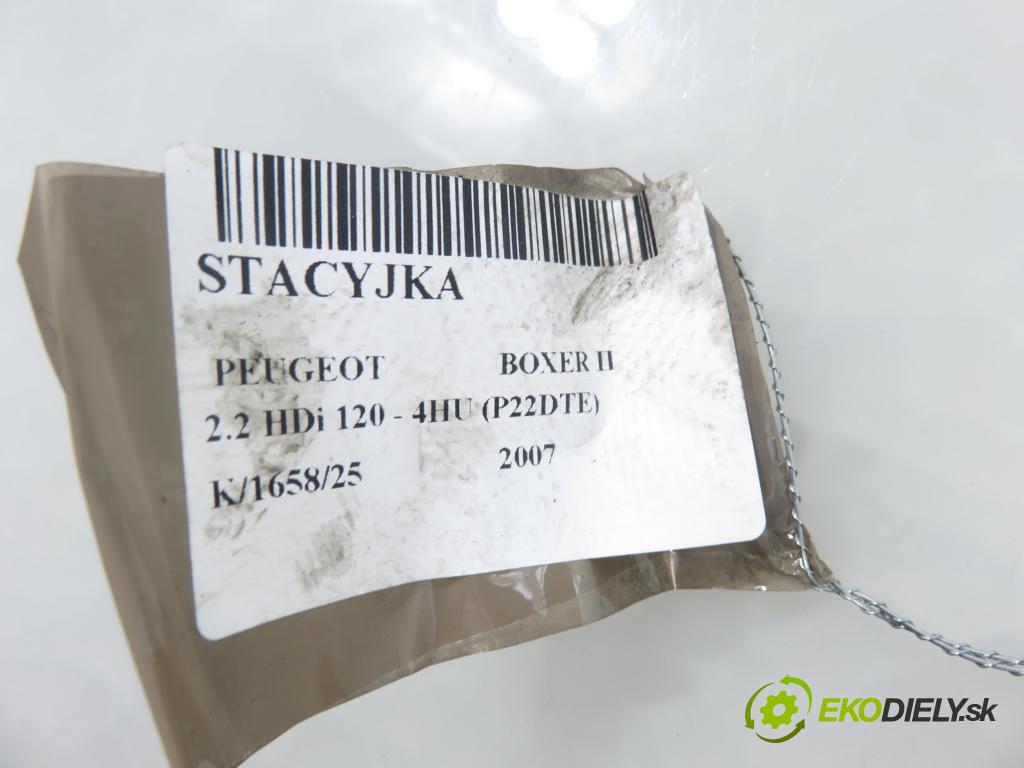 STACYJKA
PEUGEOT BOXER II
2.2 HDi 120 - 4HU (P22DTE)
K/1658/25 2007
EKODIELY.sk